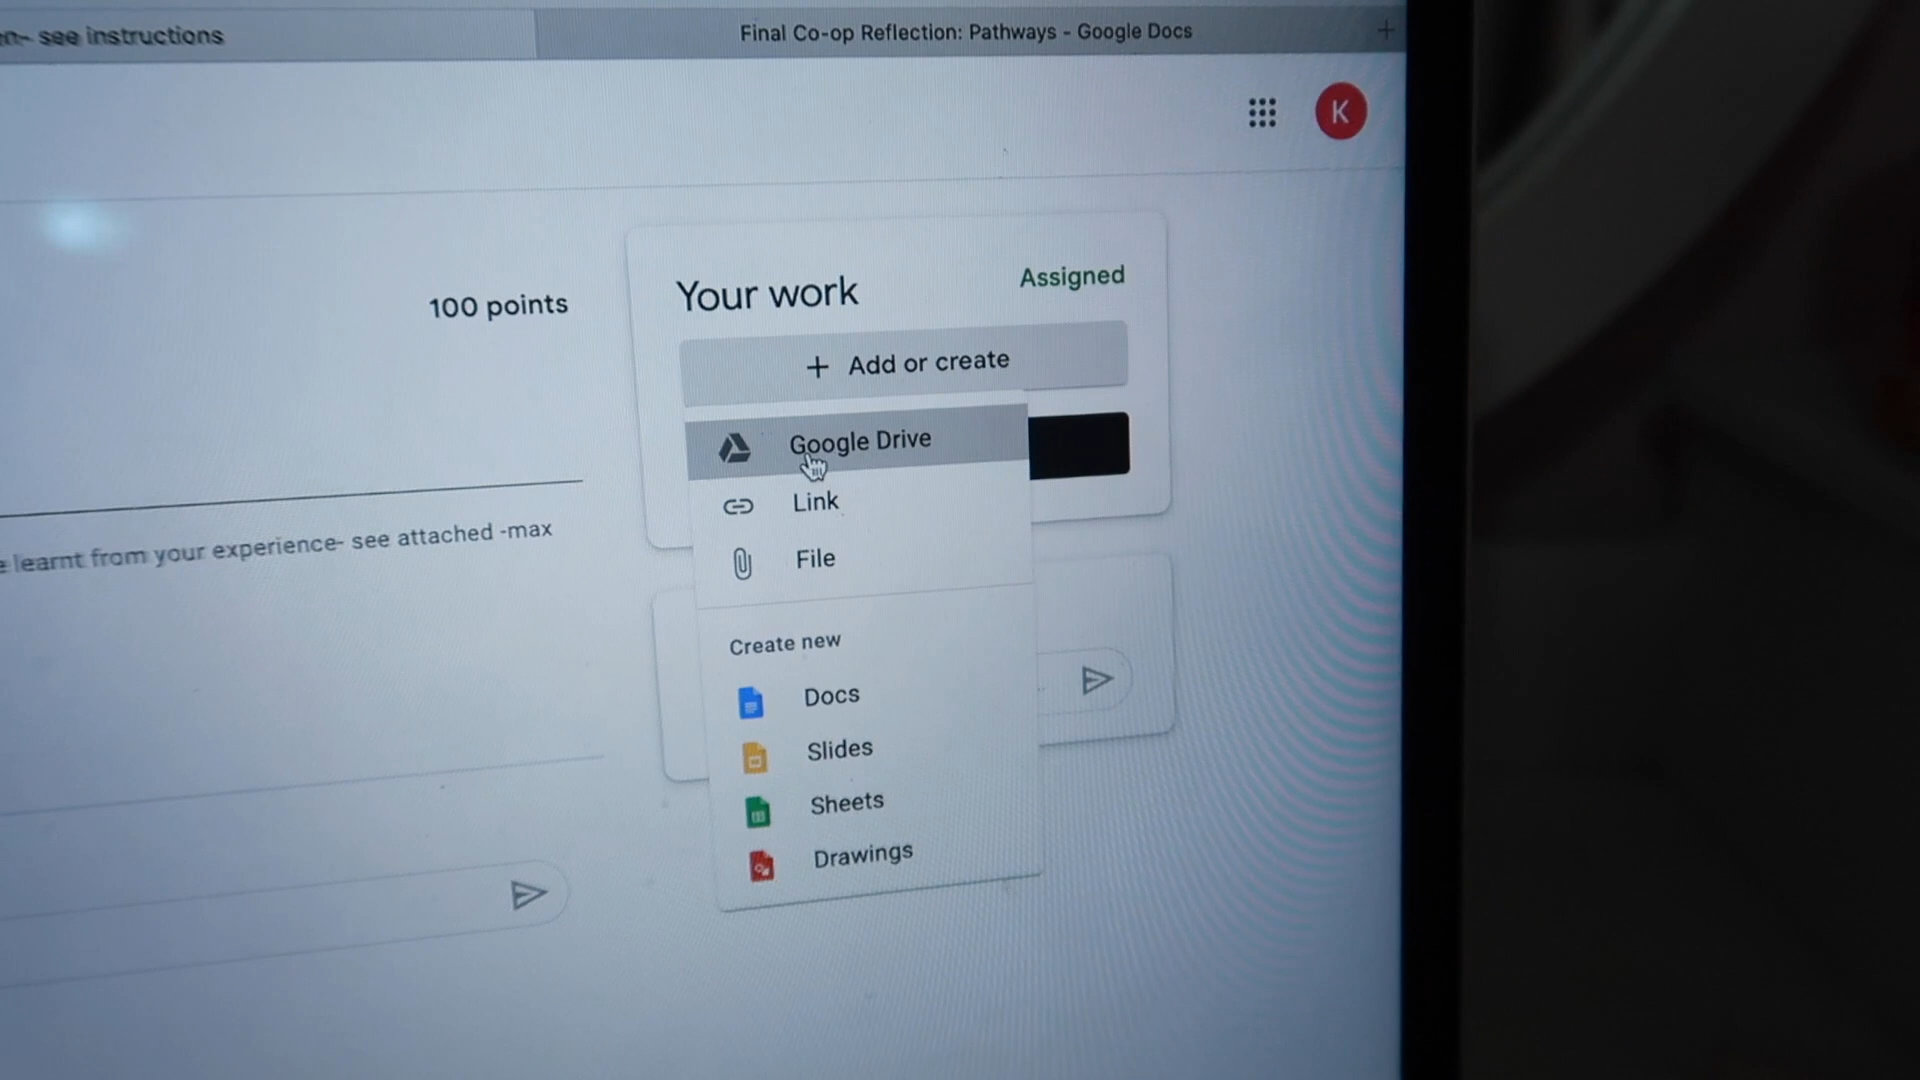 see instructions
Final Co-op Reflection: Pathways - Google Docs
K
100 points
Your work
Assigned
+ Add or create
Google Drive
Link
File
learnt from your experience- see attached -max
Create new
Docs
Slides
Sheets
Drawings